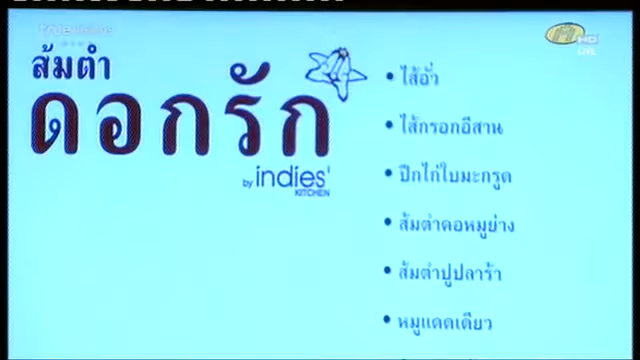 truevisions
HD
LIVE
ส้มตำ
ดอกรัก
by indies'
KITCHEN
• ไส้อั่ว
• ไส้กรอกอีสาน
• ปีกไก่ใบมะกรูด
• ส้มตำคอหมูย่าง
• ส้มตำปูปลาร้า
• หมูแดดเดียว